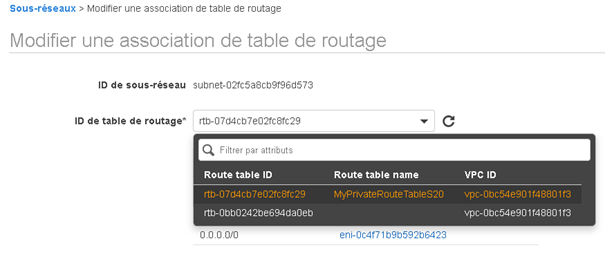 Sous-réseaux > Modifier une association de table de routage
Modifier une association de table de routage
ID de sous-réseau subnet-02fc5a8cb9f96d573
ID de table de routage* rtb-07d4cb7e02fc8fc29
Filtrer par attributs
Route table ID Route table name VPC ID
rtb-07d4cb7e02fc8fc29 MyPrivateRouteTableS20 vpc-0bc54e901f48801f3
rtb-0bb0242be694da0eb vpc-0bc54e901f48801f3
0.0.0.0/0 eni-0c4f71b9b592b6423